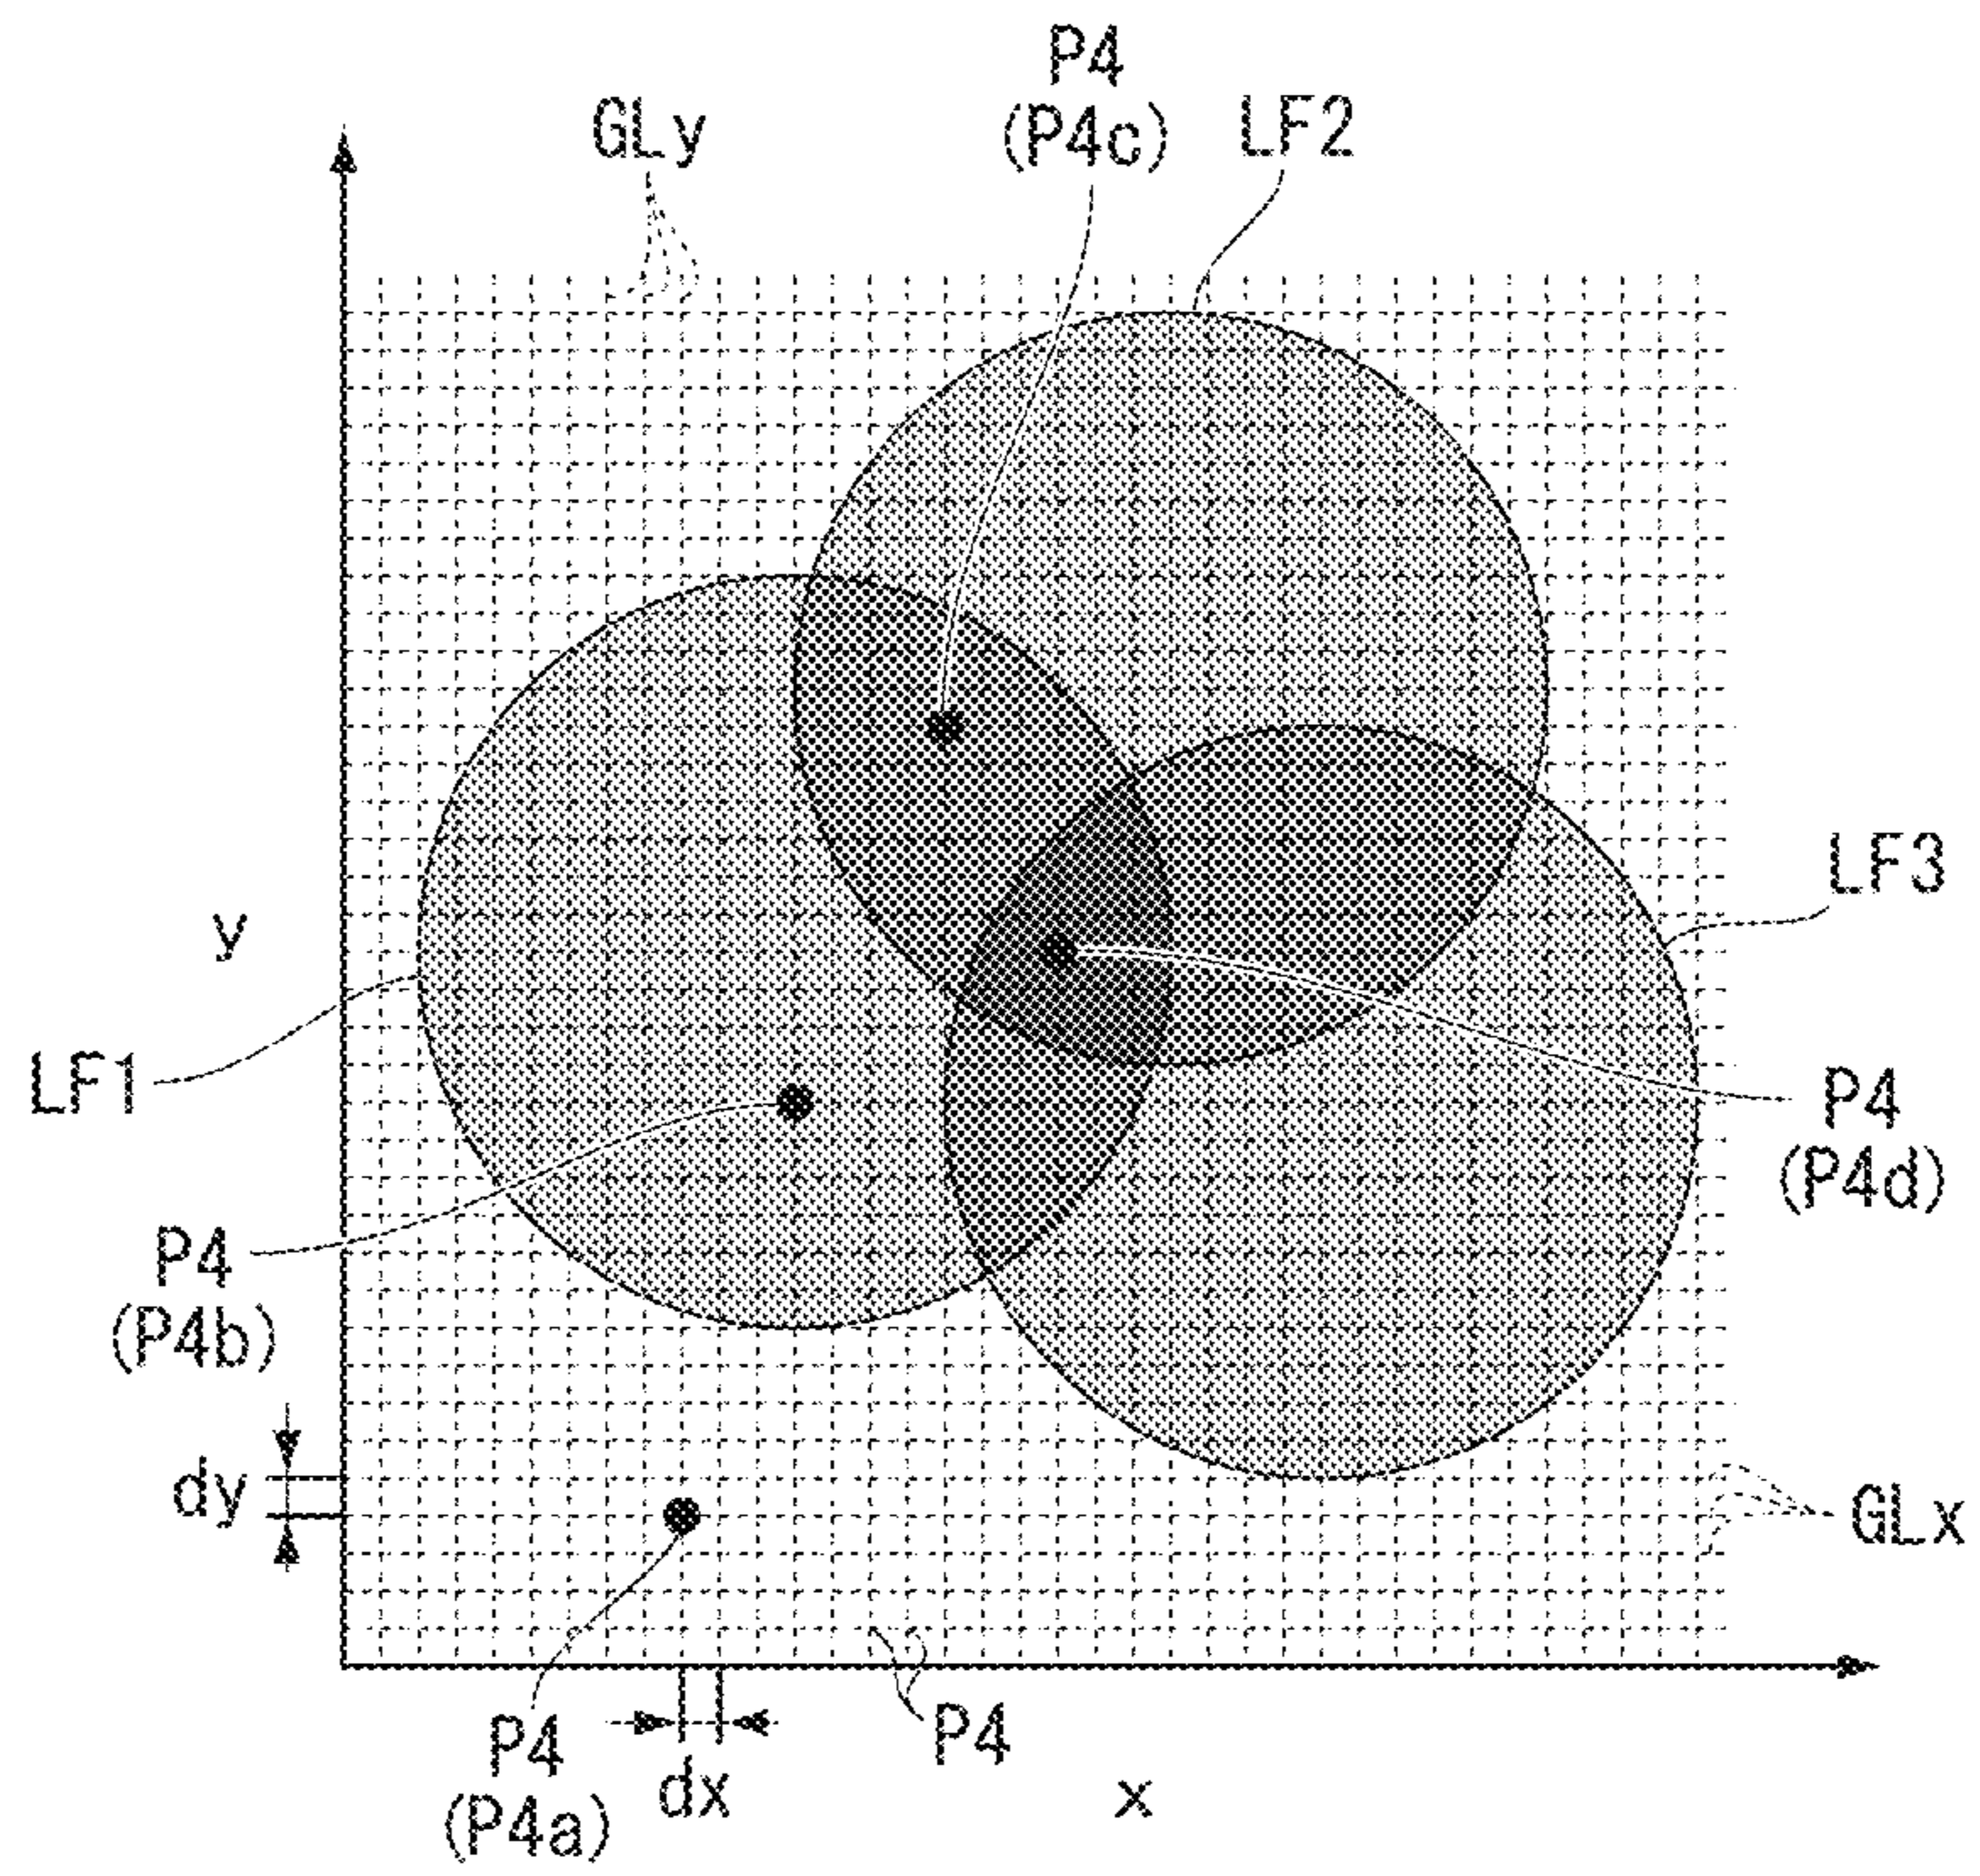 P4
(P4c)
GLy
LF2
LF3
y
LF1
P4
(P4d)
P4
(P4b)
dy
GLx
P4
(P4a)
dx
P4
x